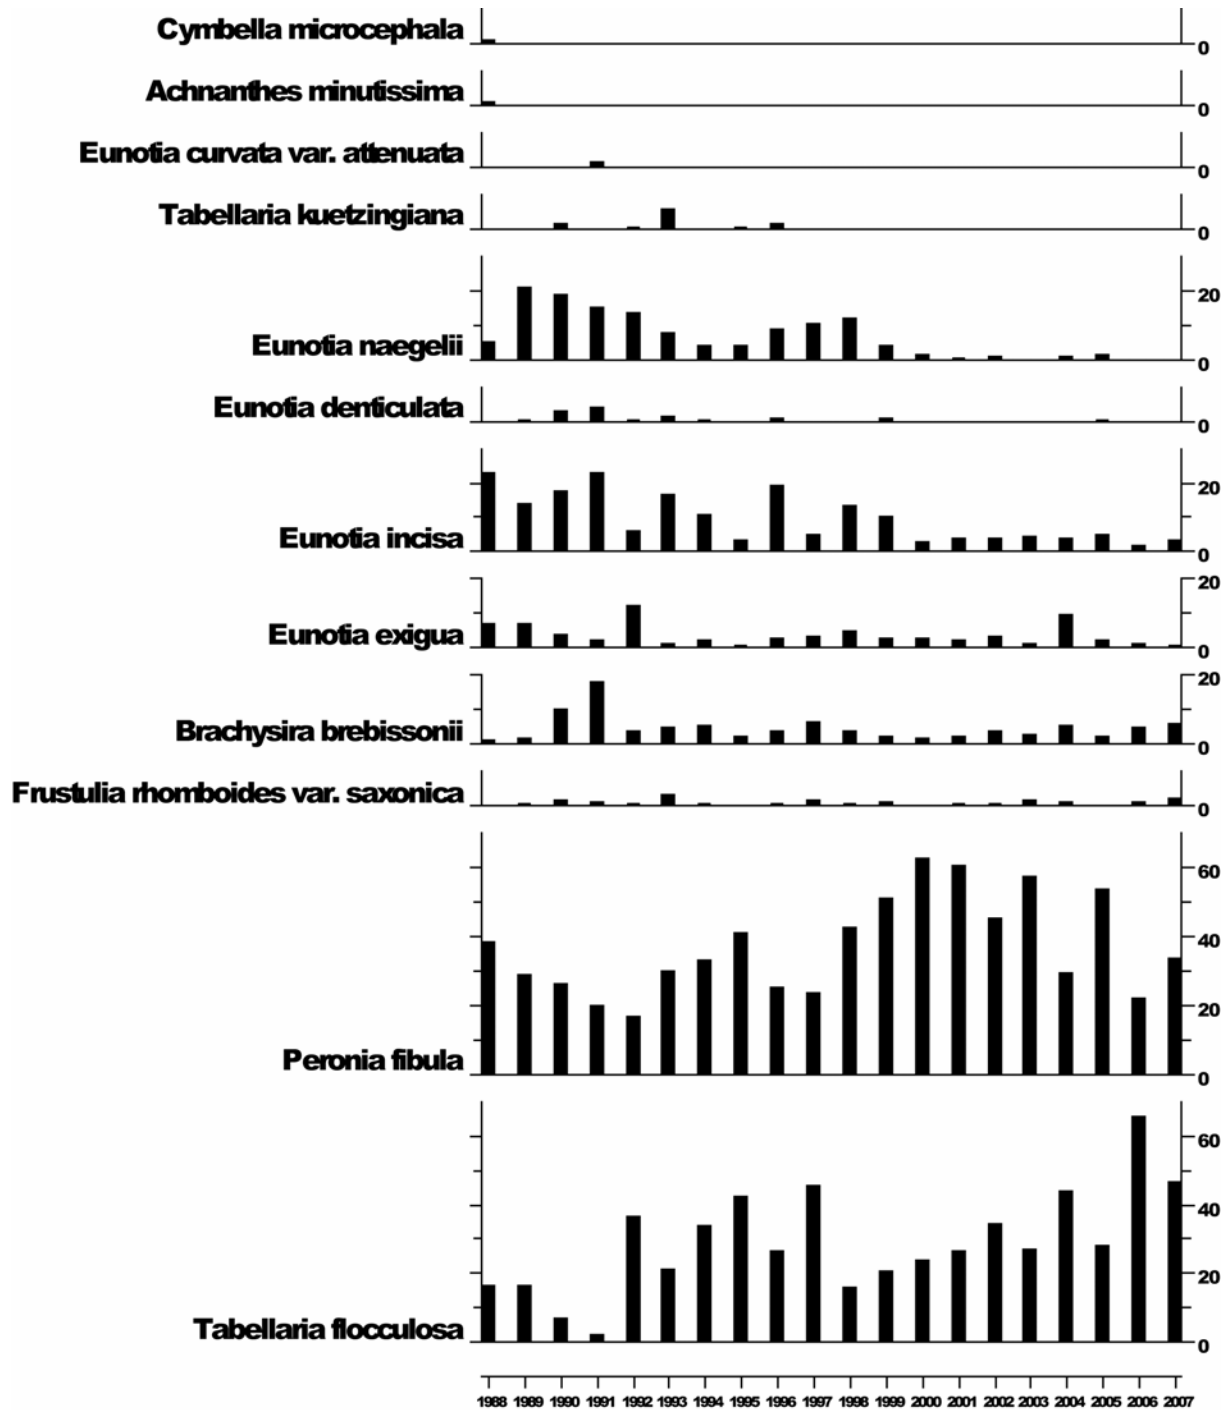 Cymbella microcephala
0
Achnanthes minutissima
0
Eunotia curvata var. attenuata
0
Tabellaria kuetzingiana
0
20
Eunotia naegelii
0
Eunotia denticulata
0
20
Eunotia incisa
0
20
Eunotia exigua
0
20
Brachysira brebissonii
0
Frustulia rhomboides var. saxonica
0
60
40
20
Peronia fibula
0
60
40
20
Tabellaria flocculosa
0
1988 1989 1990 1991 1992 1993 1994 1995 1996 1997 1998 1999 2000 2001 2002 2003 2004 2005 2006 2007